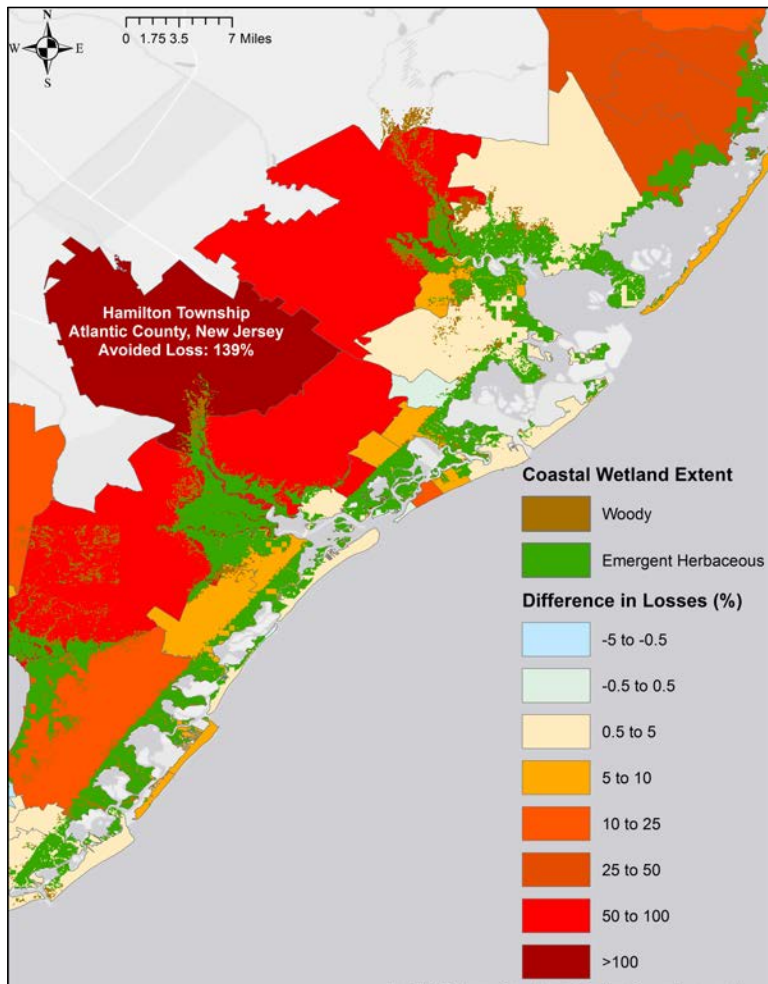 N
W E
S
0 1.75 3.5 7 Miles
Hamilton Township
Atlantic County, New Jersey
Avoided Loss: 139%
Coastal Wetland Extent
Woody
Emergent Herbaceous
Difference in Losses (%)
-5 to -0.5
-0.5 to 0.5
0.5 to 5
5 to 10
10 to 25
25 to 50
50 to 100
>100